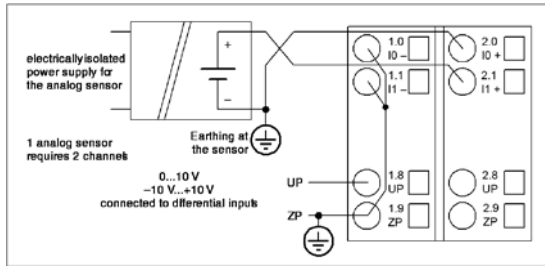 electrically isolated
power supply for
the analog sensor
+
–
1 analog sensor
requires 2 channels
Earthing at
the sensor
0...10 V
–10 V...+10 V
connected to differential inputs
UP
ZP
1.0
I0 –
2.0
I0 +
1.1
I1 –
2.1
I1 +
1.8
UP
2.8
UP
1.9
ZP
2.9
ZP